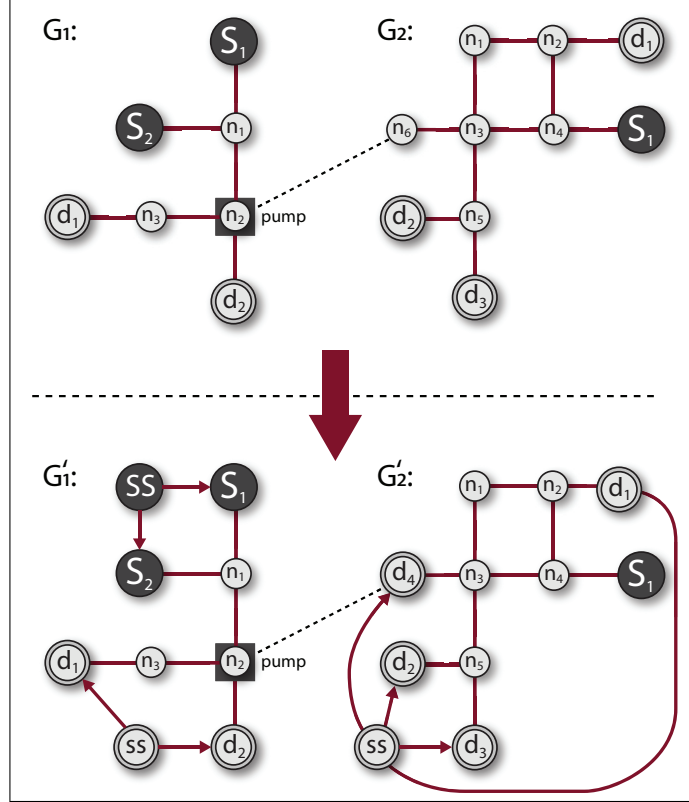 G₁:
S₁
S₂
n₁
d₁
n₃
n₂
pump
d₂
G₂:
n₁
n₂
d₁
n₆
n₃
n₄
S₁
d₂
n₅
d₃
G′₁:
SS
S₁
S₂
n₁
d₁
n₃
n₂
pump
ss
d₂
G′₂:
n₁
n₂
d₁
d₄
n₃
n₄
S₁
d₂
n₅
ss
d₃